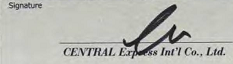 Signature
CENTRAL Express Int'l Co., Ltd.